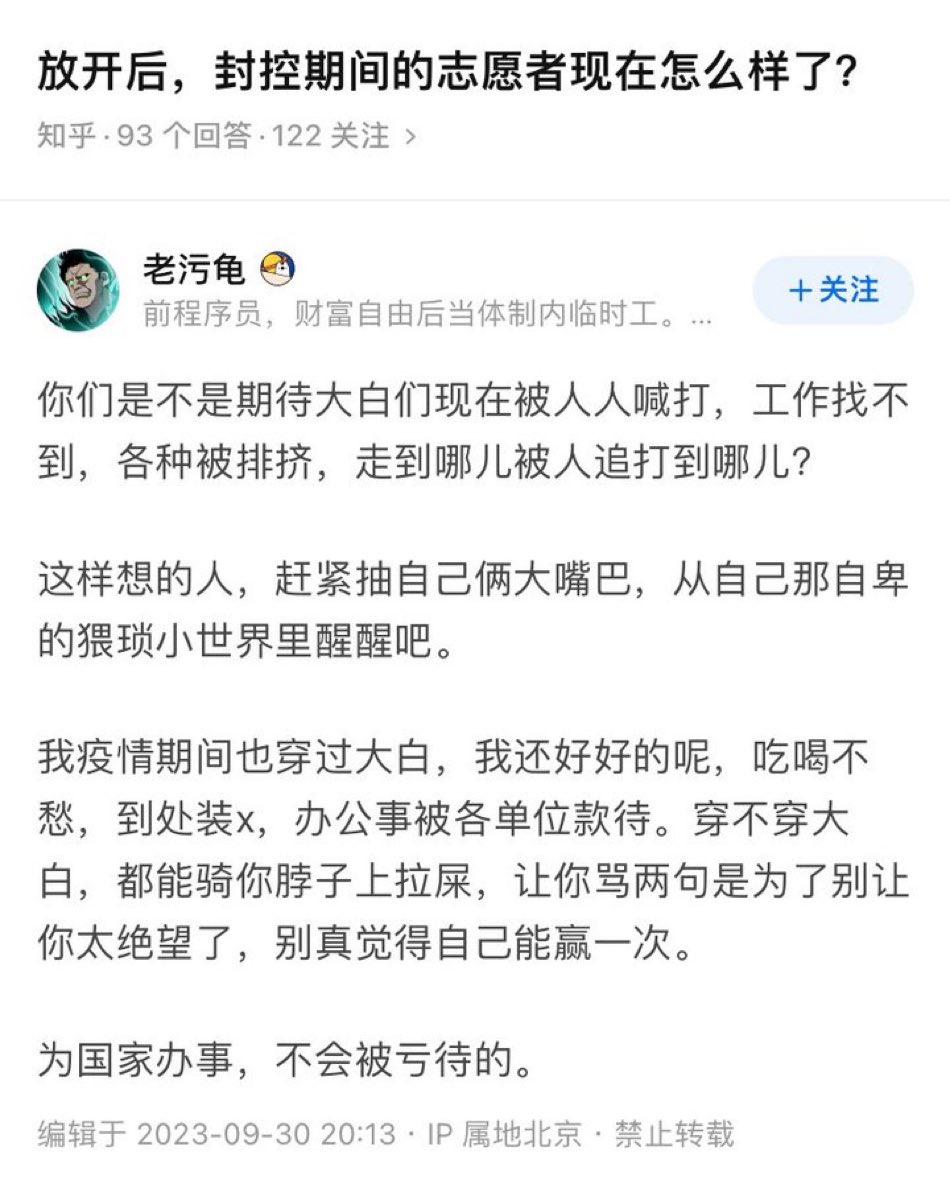 放开后，封控期间的志愿者现在怎么样了？
知乎·93 个回答·122 关注 >
老污龟
前程序员，财富自由后当体制内临时工。...
+关注
你们是不是期待大白们现在被人人喊打，工作找不
到，各种被排挤，走到哪儿被人追打到哪儿？
这样想的人，赶紧抽自己俩大嘴巴，从自己那自卑
的猥琐小世界里醒醒吧。
我疫情期间也穿过大白，我还好好的呢，吃喝不
愁，到处装x，办公事被各单位款待。穿不穿大
白，都能骑你脖子上拉屎，让你骂两句是为了别让
你太绝望了，别真觉得自己能赢一次。
为国家办事，不会被亏待的。
编辑于 2023-09-30 20:13 · IP 属地北京 · 禁止转载